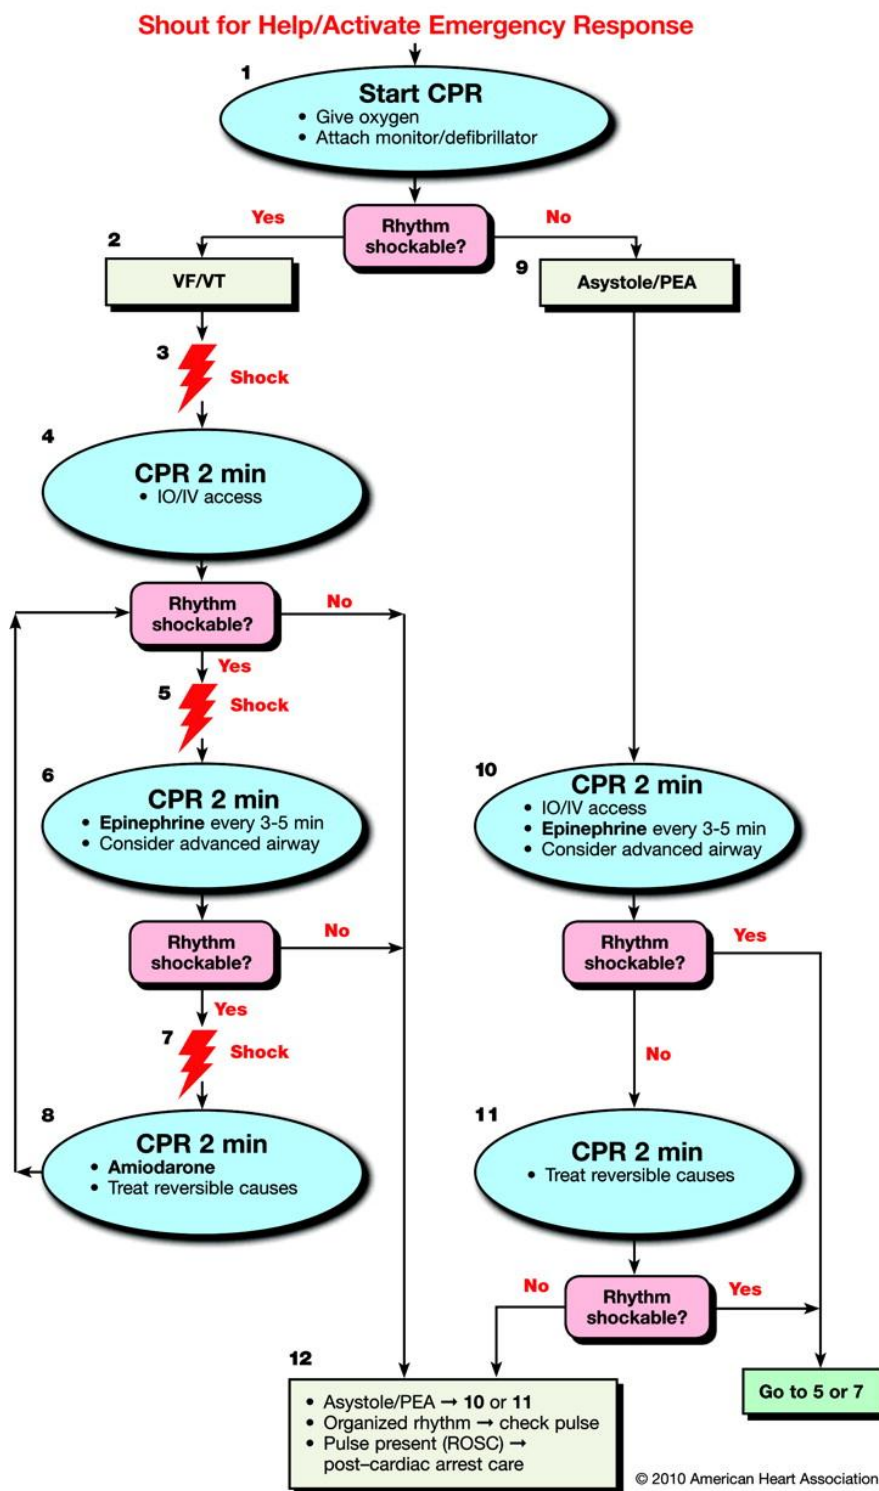 Shout for Help/Activate Emergency Response
1
Start CPR
• Give oxygen
• Attach monitor/defibrillator
Rhythm
shockable?
Yes
No
2
VF/VT
9
Asystole/PEA
3
Shock
4
CPR 2 min
• IO/IV access
Rhythm
shockable?
No
Yes
5
Shock
6
CPR 2 min
• Epinephrine every 3-5 min
• Consider advanced airway
10
CPR 2 min
• IO/IV access
• Epinephrine every 3-5 min
• Consider advanced airway
Rhythm
shockable?
No
Yes
Rhythm
shockable?
Yes
No
7
Shock
8
CPR 2 min
• Amiodarone
• Treat reversible causes
11
CPR 2 min
• Treat reversible causes
No
Rhythm
shockable?
Yes
12
• Asystole/PEA → 10 or 11
• Organized rhythm → check pulse
• Pulse present (ROSC) →
post–cardiac arrest care
Go to 5 or 7
© 2010 American Heart Association